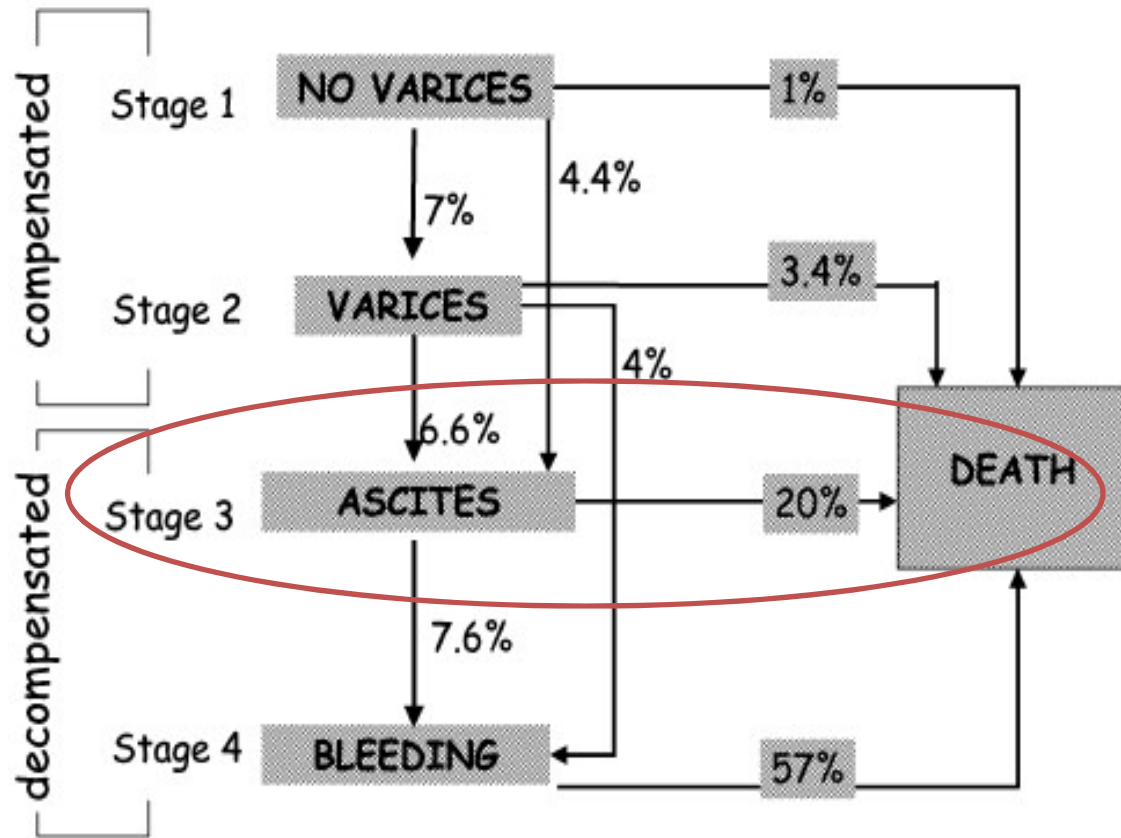 compensated
Stage 1
NO VARICES
1%
4.4%
7%
Stage 2
VARICES
3.4%
4%
6.6%
decompensated
Stage 3
ASCITES
20%
DEATH
7.6%
Stage 4
BLEEDING
57%